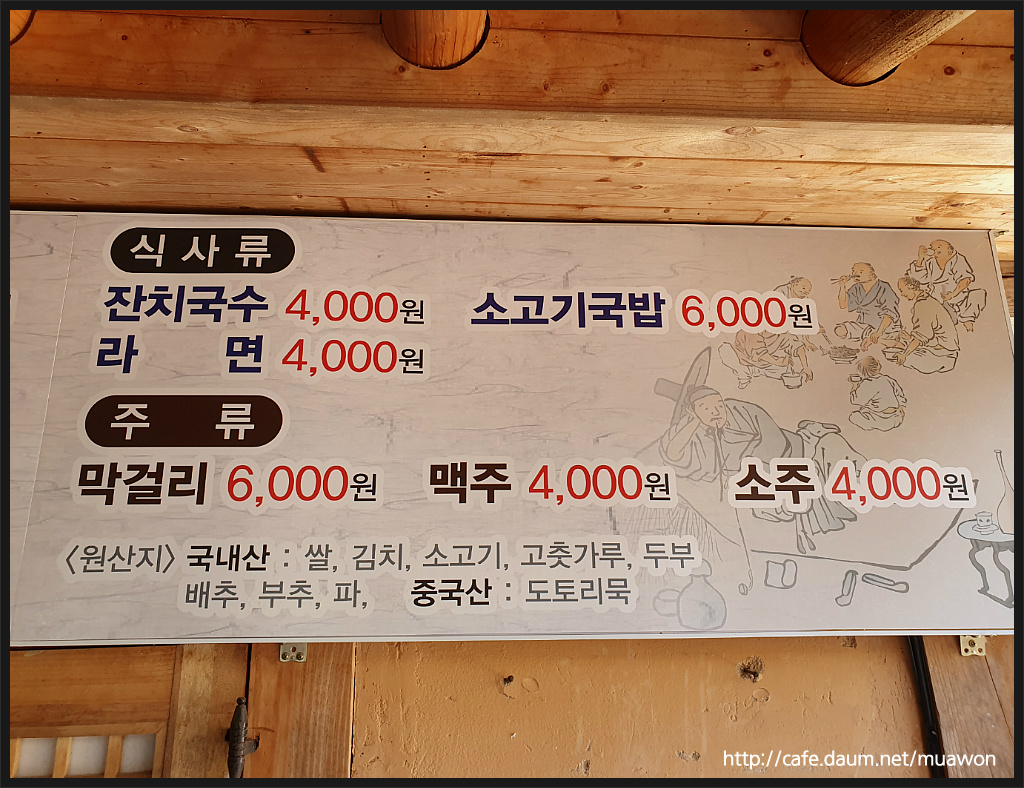 식사류
잔치국수 4,000원 소고기국밥 6,000원
라 면 4,000원
주 류
막걸리 6,000원 맥주 4,000원 소주 4,000원
<원산지> 국내산 : 쌀, 김치, 소고기, 고춧가루, 두부
배추, 부추, 파, 중국산 : 도토리묵
http://cafe.daum.net/muawon